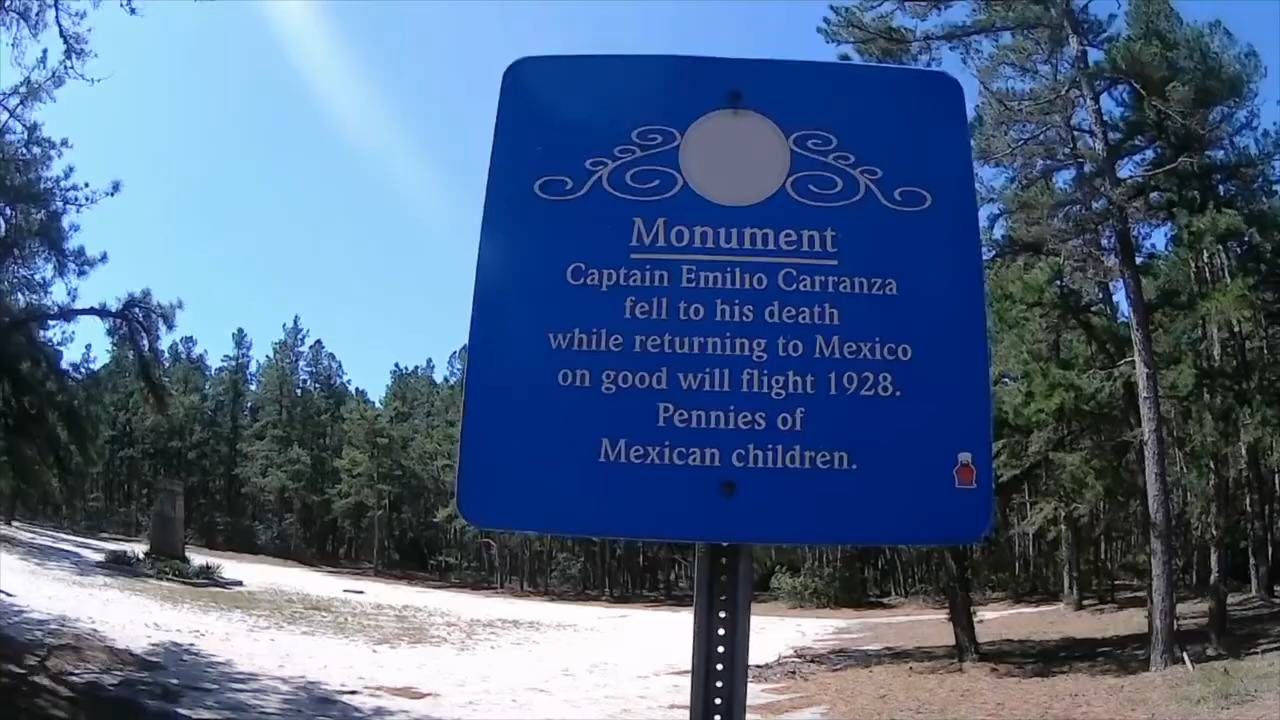 Monument
Captain Emilio Carranza
fell to his death
while returning to Mexico
on good will flight 1928.
Pennies of
Mexican children.